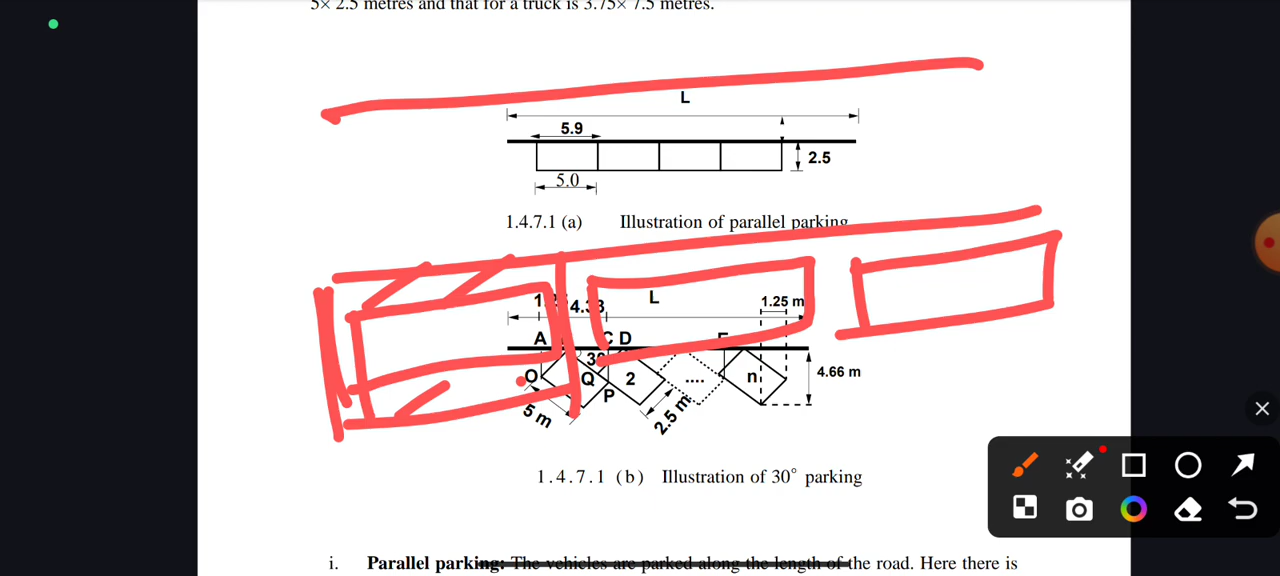 5× 2.5 metres and that for a truck is 3.75× 7.5 metres.
L
5.9
2.5
5.0
1.4.7.1 (a) Illustration of parallel parking
L
1.25 m
A C D
O Q 2 .... n
P
4.66 m
5 m
2.5 m
1.4.7.1 (b) Illustration of 30° parking
i. Parallel parking: The vehicles are parked along the length of the road. Here there is